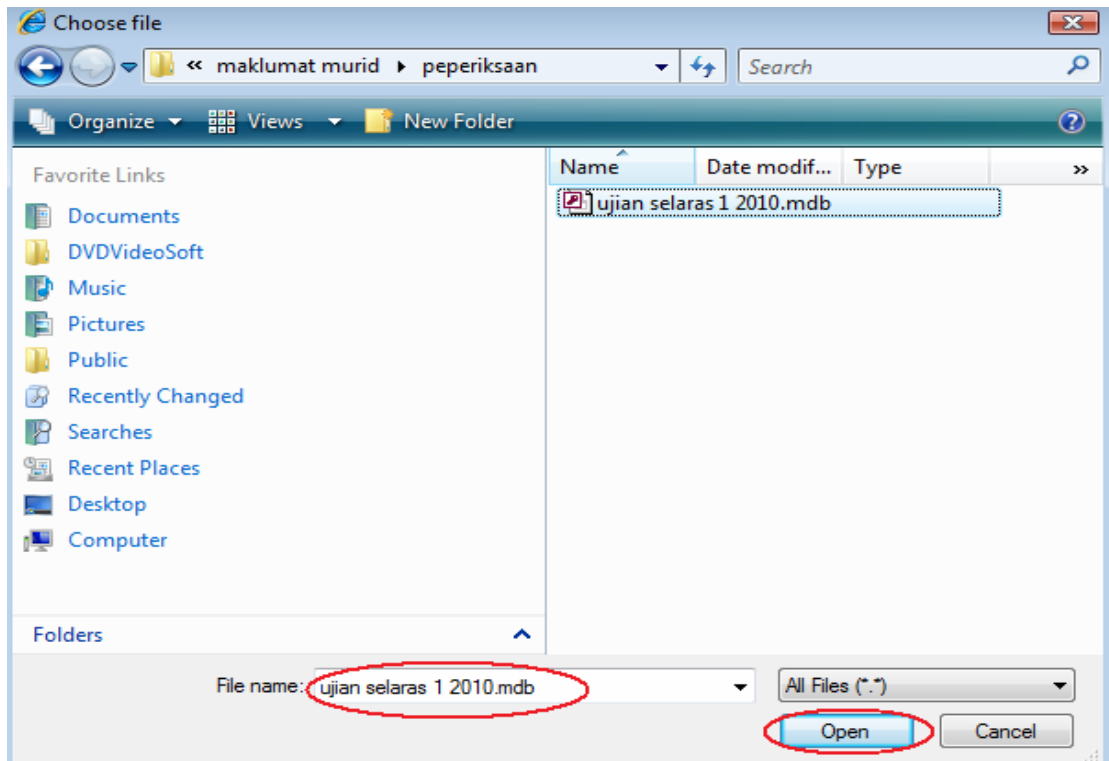 Choose file
« maklumat murid ▸ peperiksaan
Search
Organize Views New Folder
Favorite Links
Documents
DVDVideoSoft
Music
Pictures
Public
Recently Changed
Searches
Recent Places
Desktop
Computer
Folders
Name Date modif... Type »
ujian selaras 1 2010.mdb
File name: ujian selaras 1 2010.mdb
All Files (*.*)
Open Cancel